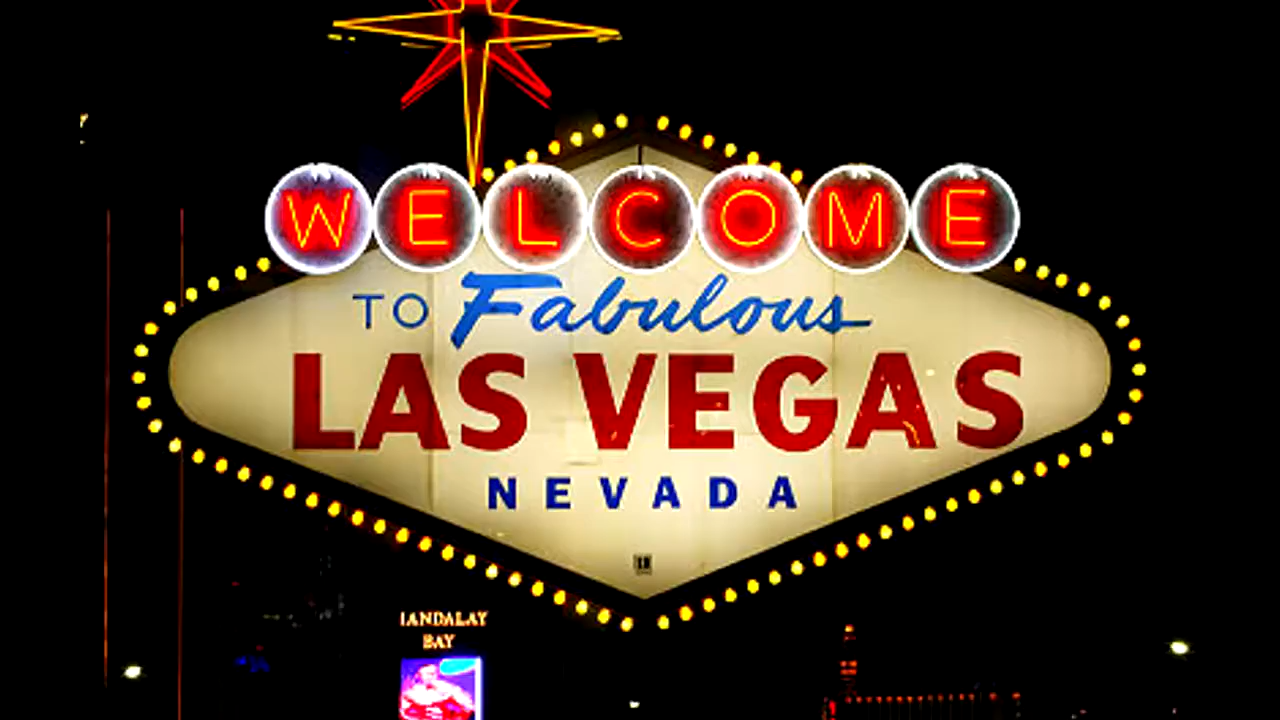 WELCOME
TO Fabulous
LAS VEGAS
NEVADA
IANDALAY
BAY